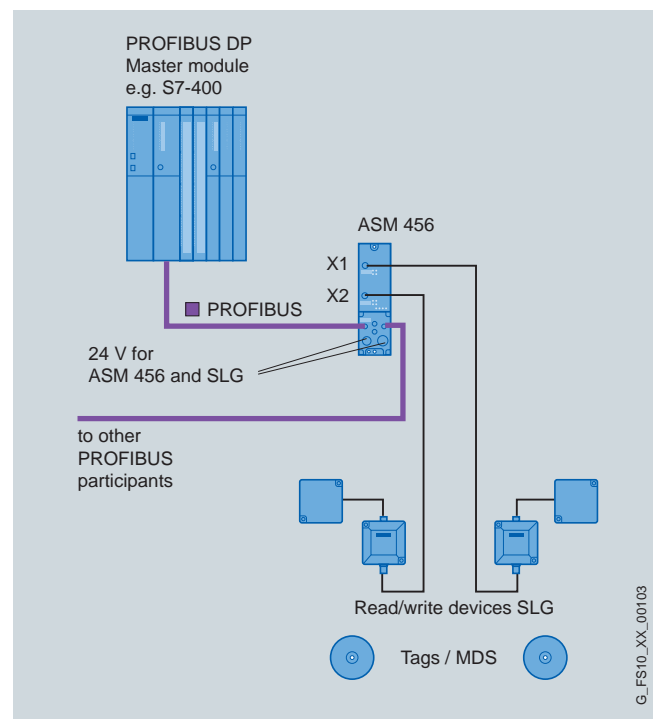 PROFIBUS DP
Master module
e.g. S7-400
ASM 456
X1
X2
PROFIBUS
24 V for
ASM 456 and SLG
to other
PROFIBUS
participants
Read/write devices SLG
Tags / MDS
G_FS10_XX_00103